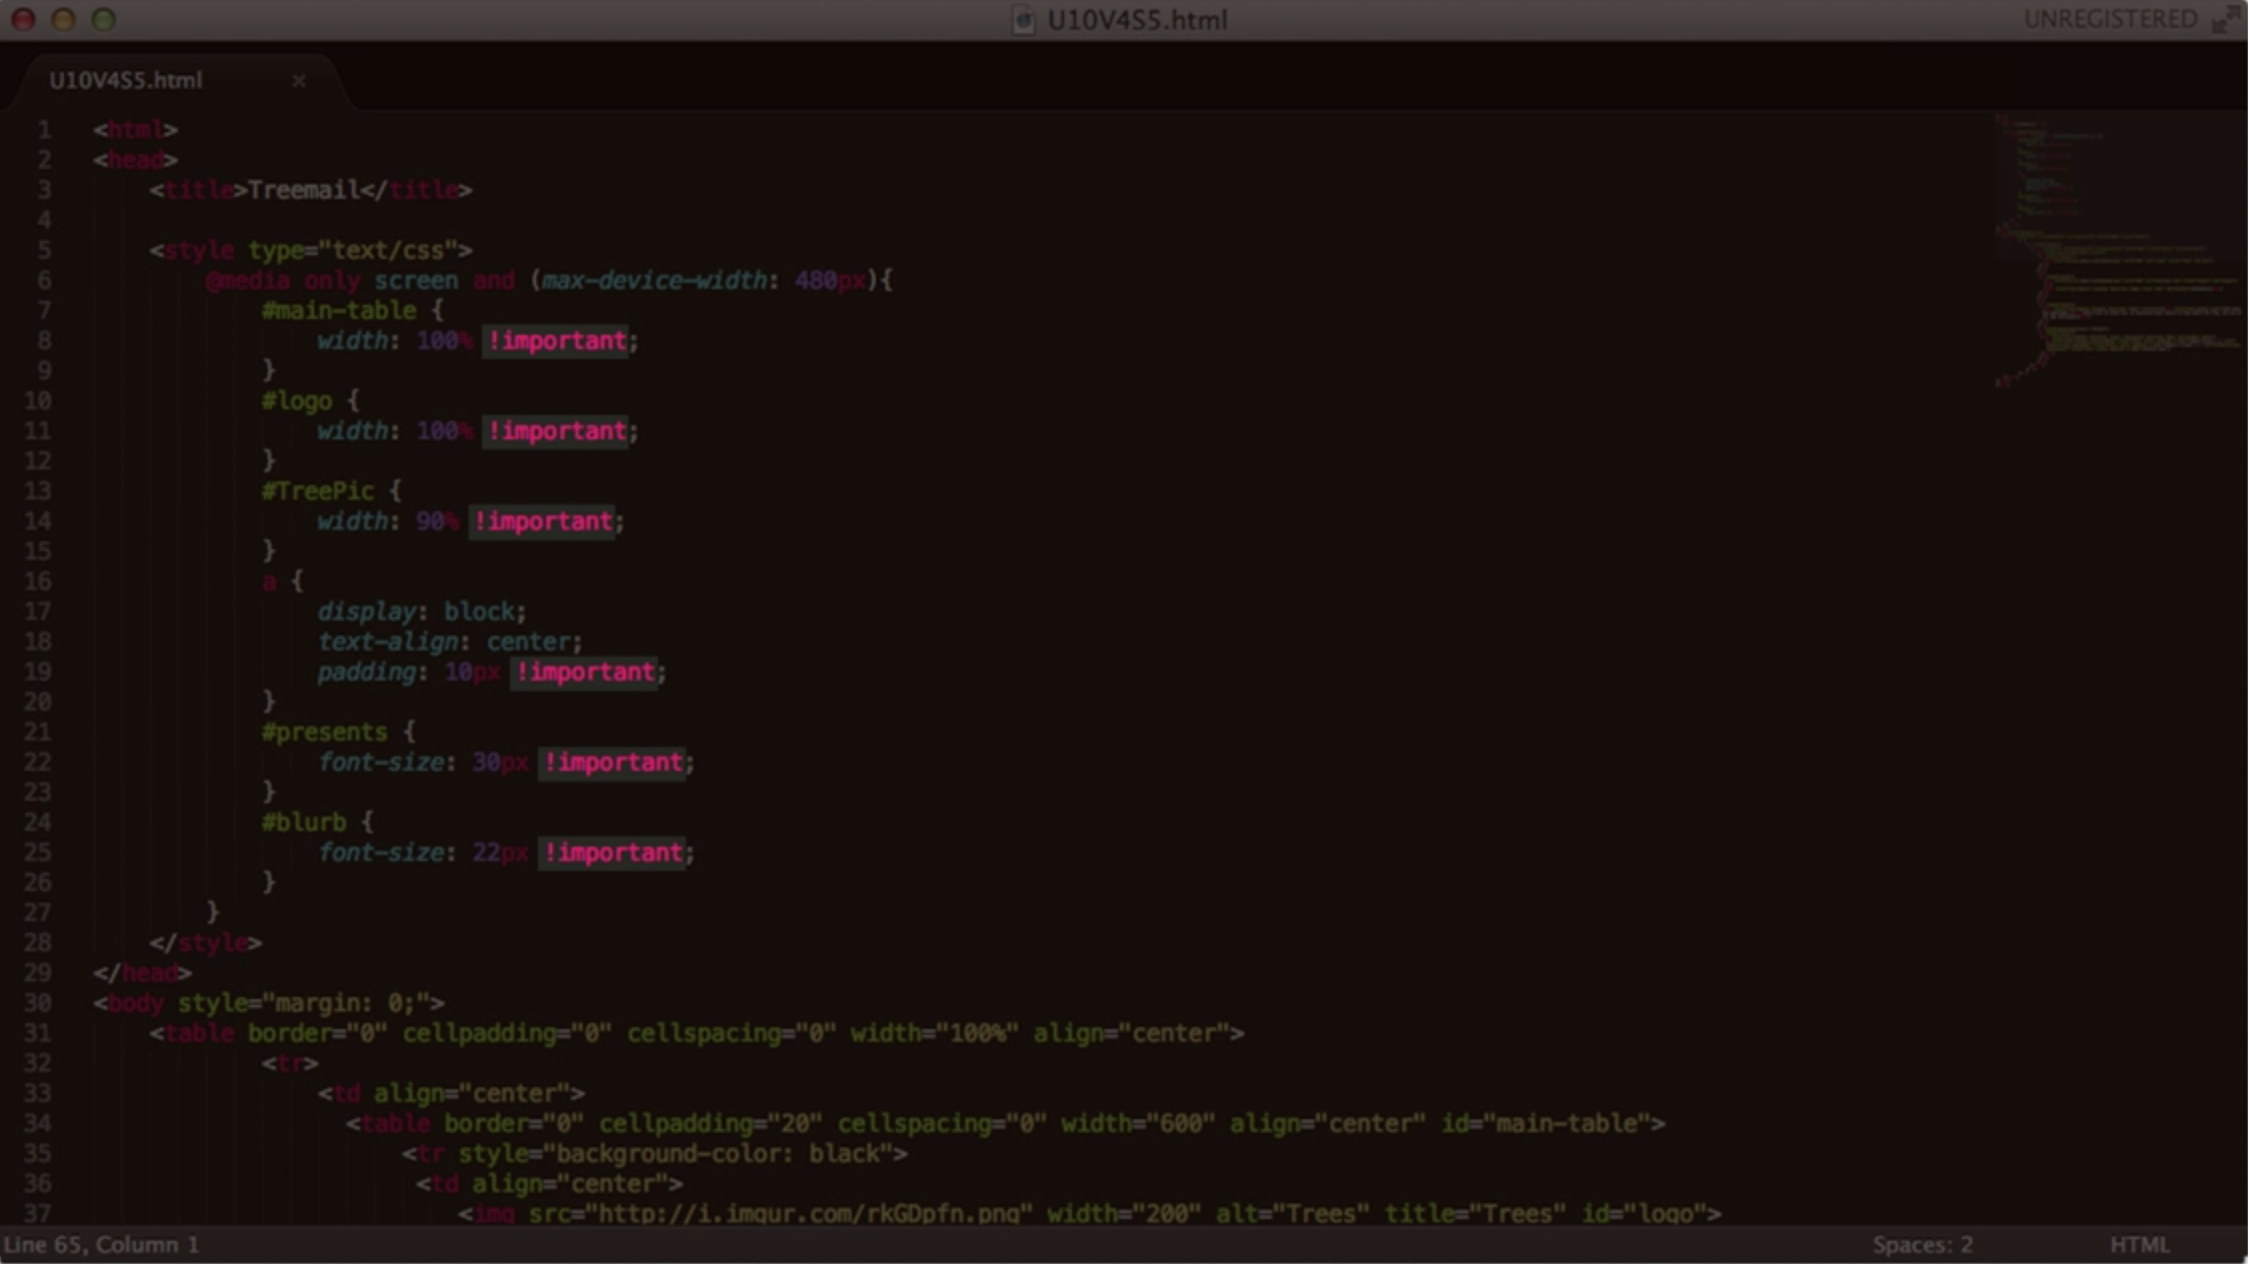 U10V4S5.html
UNREGISTERED
U10V4S5.html ×
1 <html>
2 <head>
3 <title>Treemail</title>
4
5 <style type="text/css">
6 @media only screen and (max-device-width: 480px){
7 #main-table {
8 width: 100% !important;
9 }
10 #logo {
11 width: 100% !important;
12 }
13 #TreePic {
14 width: 90% !important;
15 }
16 a {
17 display: block;
18 text-align: center;
19 padding: 10px !important;
20 }
21 #presents {
22 font-size: 30px !important;
23 }
24 #blurb {
25 font-size: 22px !important;
26 }
27 }
28 </style>
29 </head>
30 <body style="margin: 0;">
31 <table border="0" cellpadding="0" cellspacing="0" width="100%" align="center">
32 <tr>
33 <td align="center">
34 <table border="0" cellpadding="20" cellspacing="0" width="600" align="center" id="main-table">
35 <tr style="background-color: black">
36 <td align="center">
37 <img src="http://i.imgur.com/rkGDpfn.png" width="200" alt="Trees" title="Trees" id="logo">
Line 65, Column 1
Spaces: 2
HTML